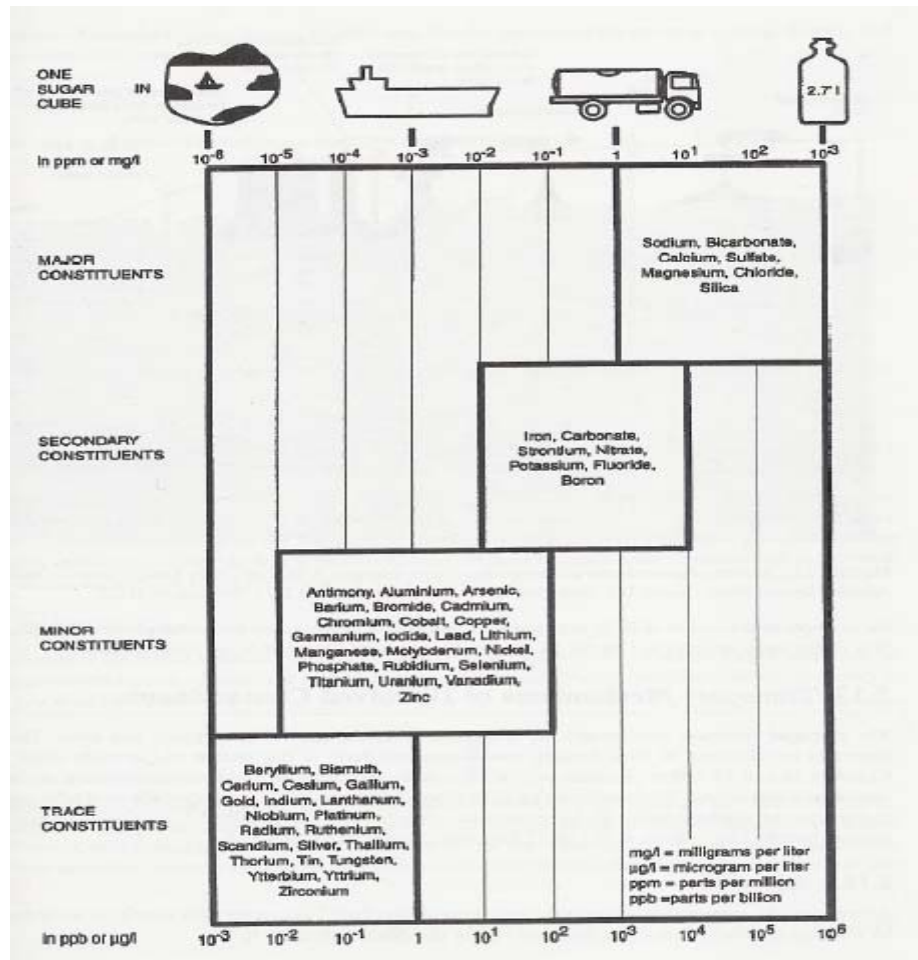 ONE
SUGAR IN
CUBE
2.7 l
in ppm or mg/l
10-6 10-5 10-4 10-3 10-2 10-1 1 101 102 10-3
MAJOR
CONSTITUENTS
Sodium, Bicarbonate,
Calcium, Sulfate,
Magnesium, Chloride,
Silica
SECONDARY
CONSTITUENTS
Iron, Carbonate,
Strontium, Nitrate,
Potassium, Fluoride,
Boron
MINOR
CONSTITUENTS
Antimony, Aluminium, Arsenic,
Barium, Bromide, Cadmium,
Chromium, Cobalt, Copper,
Germanium, Iodide, Lead, Lithium,
Manganese, Molybdenum, Nickel,
Phosphate, Rubidium, Selenium,
Titanium, Uranium, Vanadium,
Zinc
TRACE
CONSTITUENTS
Beryllium, Bismuth,
Cerium, Cesium, Gallium,
Gold, Indium, Lanthanum,
Niobium, Platinum,
Radium, Ruthenium,
Scandium, Silver, Thallium,
Thorium, Tin, Tungsten,
Ytterbium, Yttrium,
Zirconium
mg/l = milligrams per liter
µg/l = microgram per liter
ppm = parts per million
ppb =parts per billion
in ppb or µg/l
10-3 10-2 10-1 1 101 102 103 104 105 106